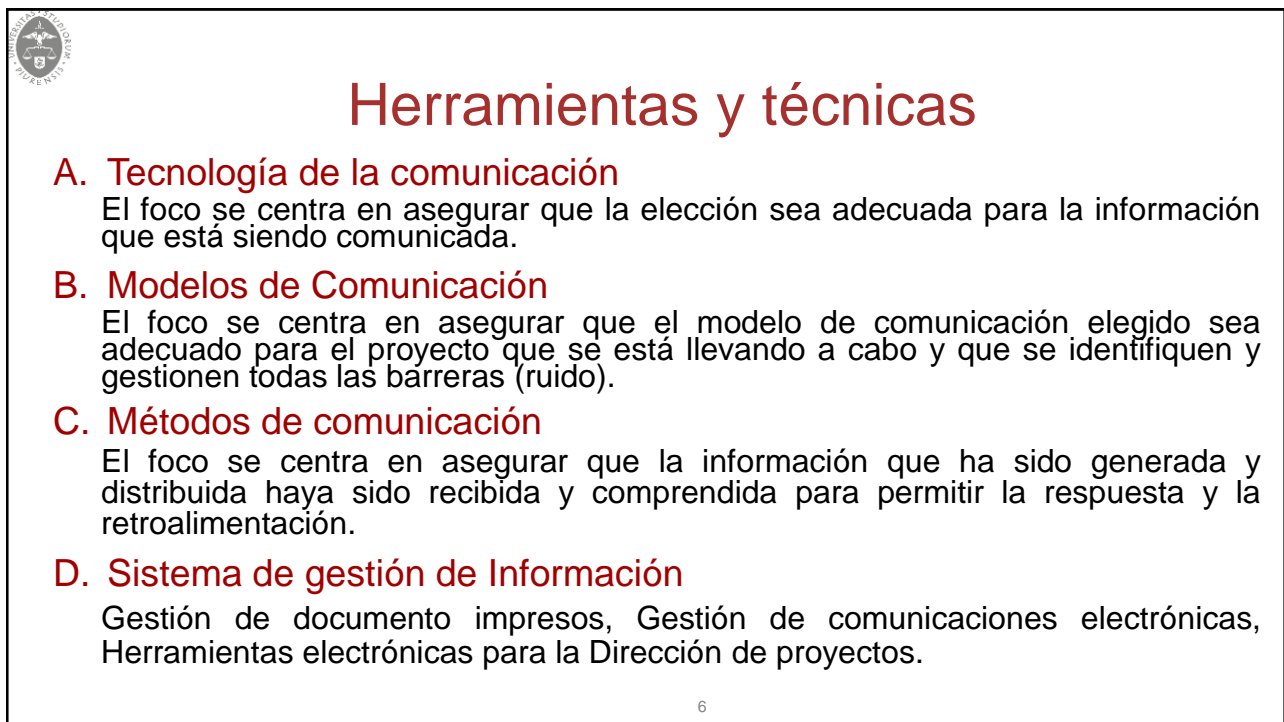 UNIVERSITAS STUDIORUM PIURENSIS
Herramientas y técnicas
A. Tecnología de la comunicación
El foco se centra en asegurar que la elección sea adecuada para la información
que está siendo comunicada.
B. Modelos de Comunicación
El foco se centra en asegurar que el modelo de comunicación elegido sea
adecuado para el proyecto que se está llevando a cabo y que se identifiquen y
gestionen todas las barreras (ruido).
C. Métodos de comunicación
El foco se centra en asegurar que la información que ha sido generada y
distribuida haya sido recibida y comprendida para permitir la respuesta y la
retroalimentación.
D. Sistema de gestión de Información
Gestión de documento impresos, Gestión de comunicaciones electrónicas,
Herramientas electrónicas para la Dirección de proyectos.
6